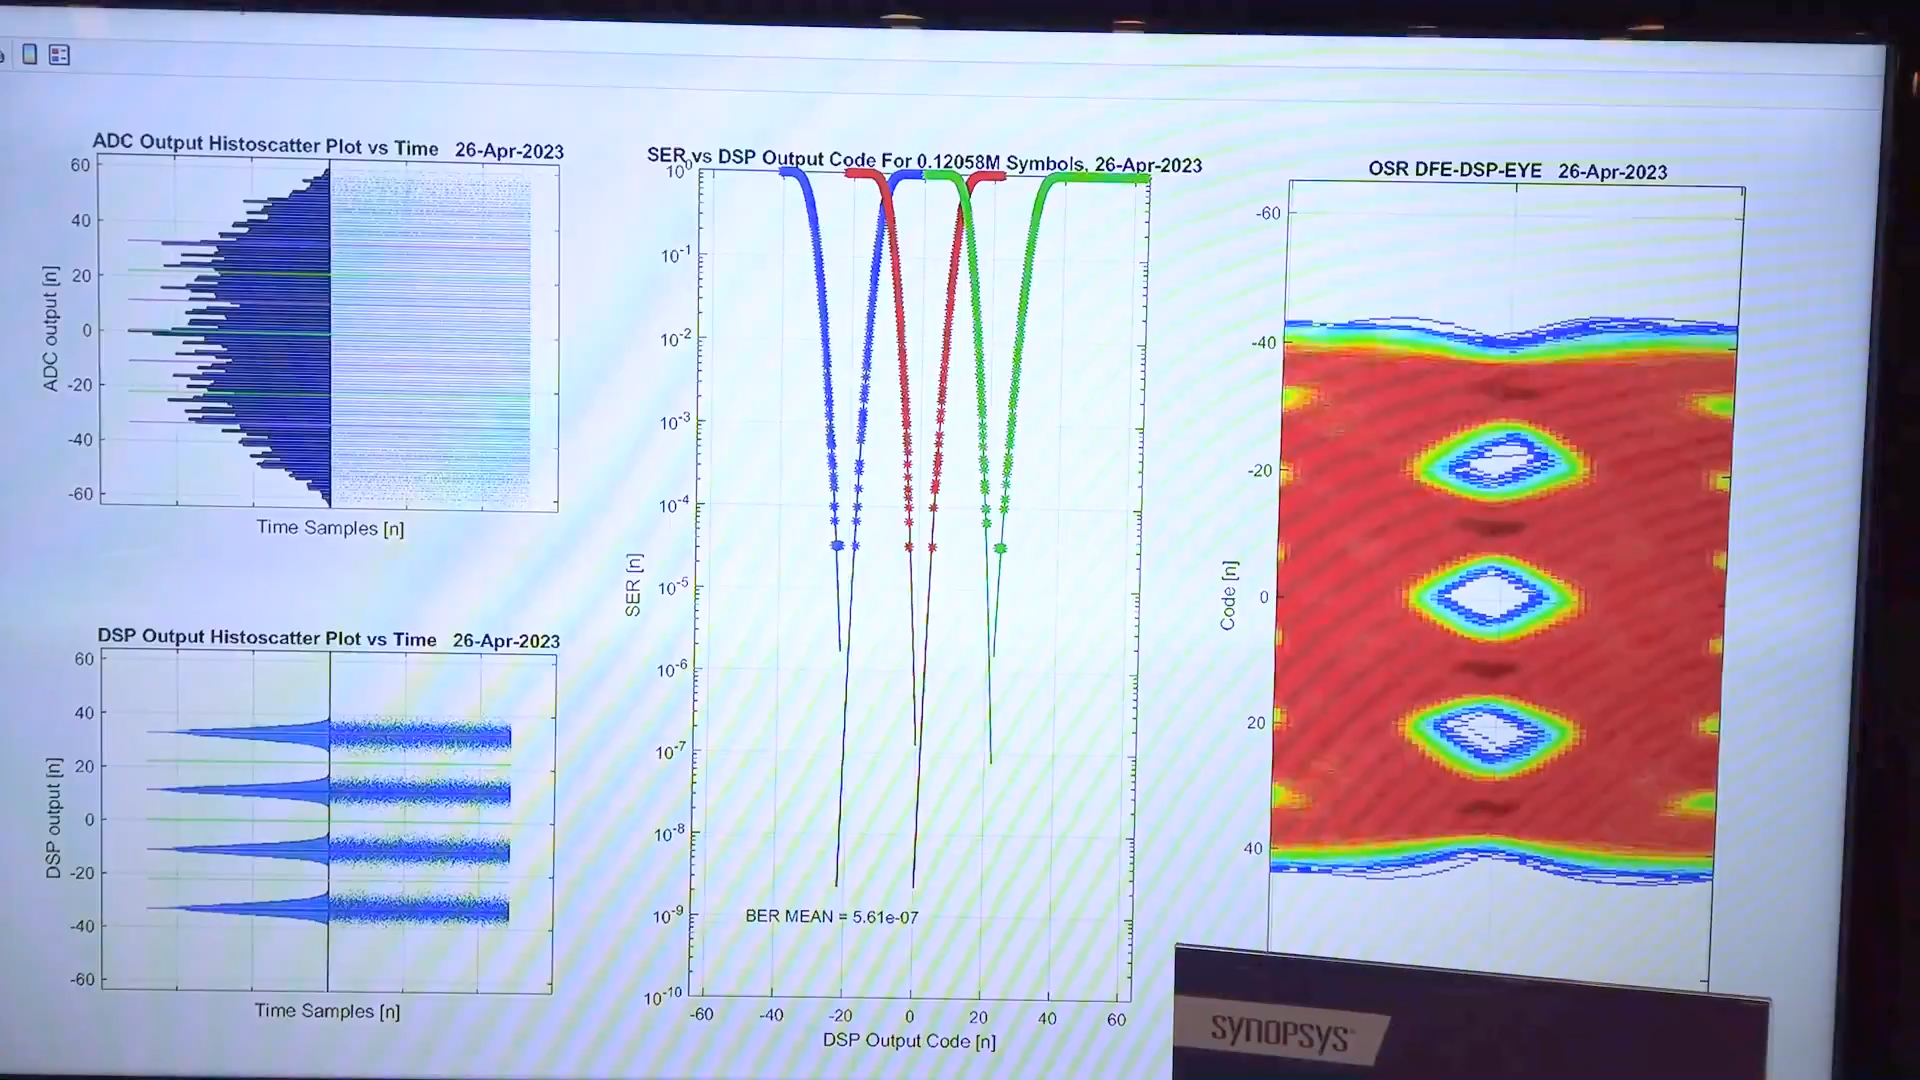 ADC Output Histoscatter Plot vs Time 26-Apr-2023
60
40
20
0
-20
-40
-60
ADC output [n]
Time Samples [n]
DSP Output Histoscatter Plot vs Time 26-Apr-2023
60
40
20
0
-20
-40
-60
DSP output [n]
Time Samples [n]
SER vs DSP Output Code For 0.12058M Symbols, 26-Apr-2023
10^0
10^-1
10^-2
10^-3
10^-4
10^-5
10^-6
10^-7
10^-8
10^-9
10^-10
SER [n]
BER MEAN = 5.61e-07
-60 -40 -20 0 20 40 60
DSP Output Code [n]
OSR DFE-DSP-EYE 26-Apr-2023
-60
-40
-20
0
20
40
Code [n]
SYNOPSYS